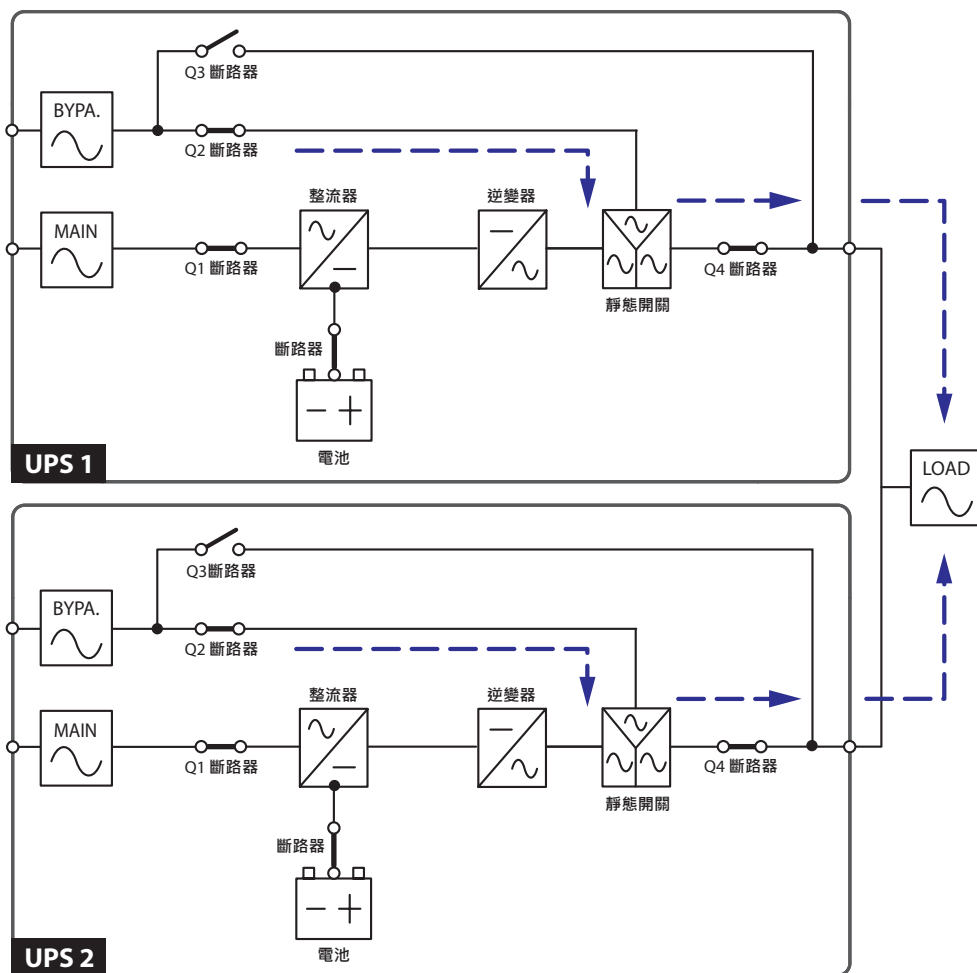 Q3 斷路器
BYPA.
Q2 斷路器
整流器
逆變器
MAIN
Q1 斷路器
Q4 斷路器
靜態開關
斷路器
電池
UPS 1
LOAD
Q3斷路器
BYPA.
Q2 斷路器
整流器
逆變器
MAIN
Q1 斷路器
Q4 斷路器
靜態開關
斷路器
電池
UPS 2